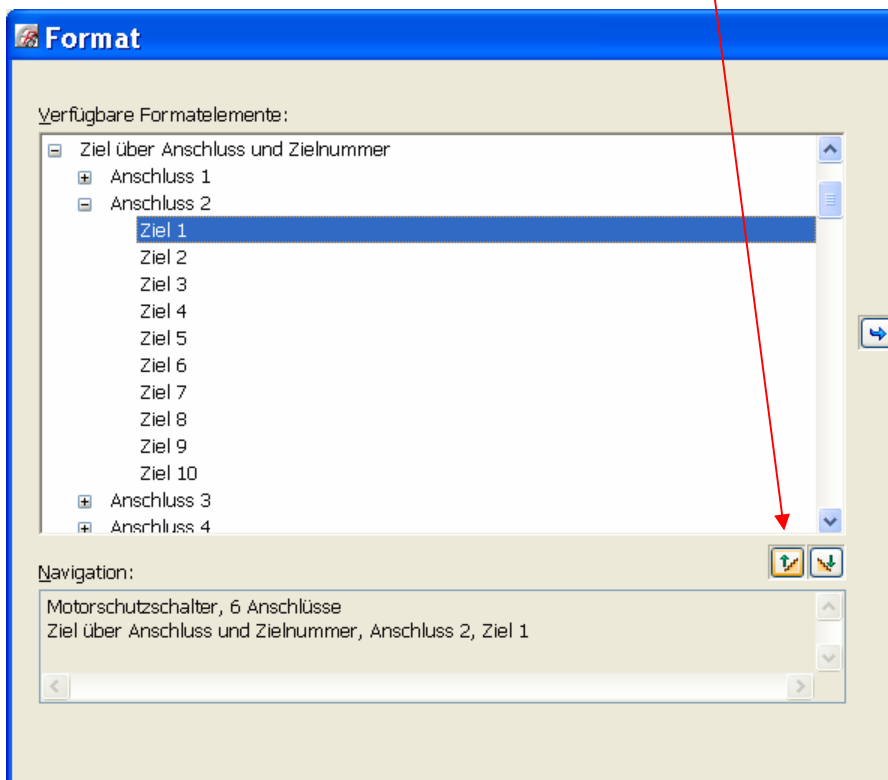 Format
Verfügbare Formatelemente:
Ziel über Anschluss und Zielnummer
Anschluss 1
Anschluss 2
Ziel 1
Ziel 2
Ziel 3
Ziel 4
Ziel 5
Ziel 6
Ziel 7
Ziel 8
Ziel 9
Ziel 10
Anschluss 3
Anschluss 4
Navigation:
Motorschutzschalter, 6 Anschlüsse
Ziel über Anschluss und Zielnummer, Anschluss 2, Ziel 1